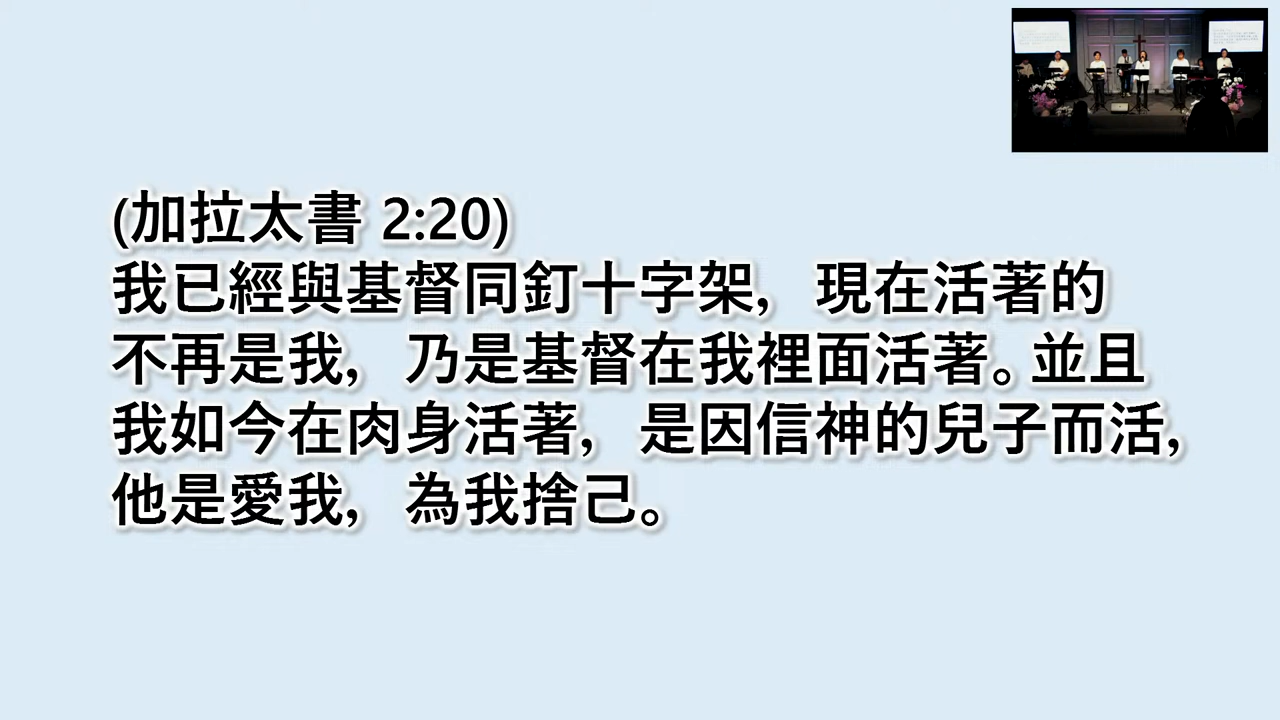 (加拉太書 2:20)
我已經與基督同釘十字架，現在活著的
不再是我，乃是基督在我裡面活著。並且
我如今在肉身活著，是因信神的兒子而活，
他是愛我，為我捨己。